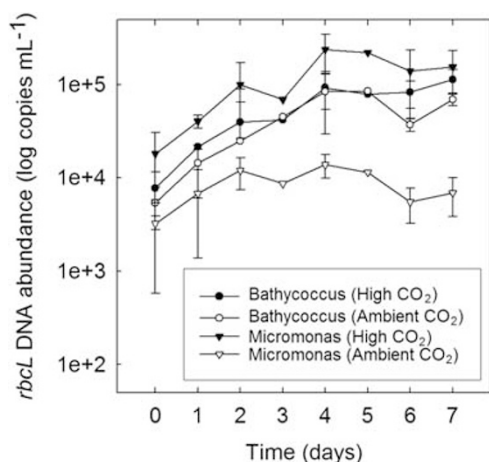 rbcL DNA abundance (log copies mL-1)
1e+5
1e+4
1e+3
1e+2
Bathycoccus (High CO2)
Bathycoccus (Ambient CO2)
Micromonas (High CO2)
Micromonas (Ambient CO2)
0 1 2 3 4 5 6 7
Time (days)